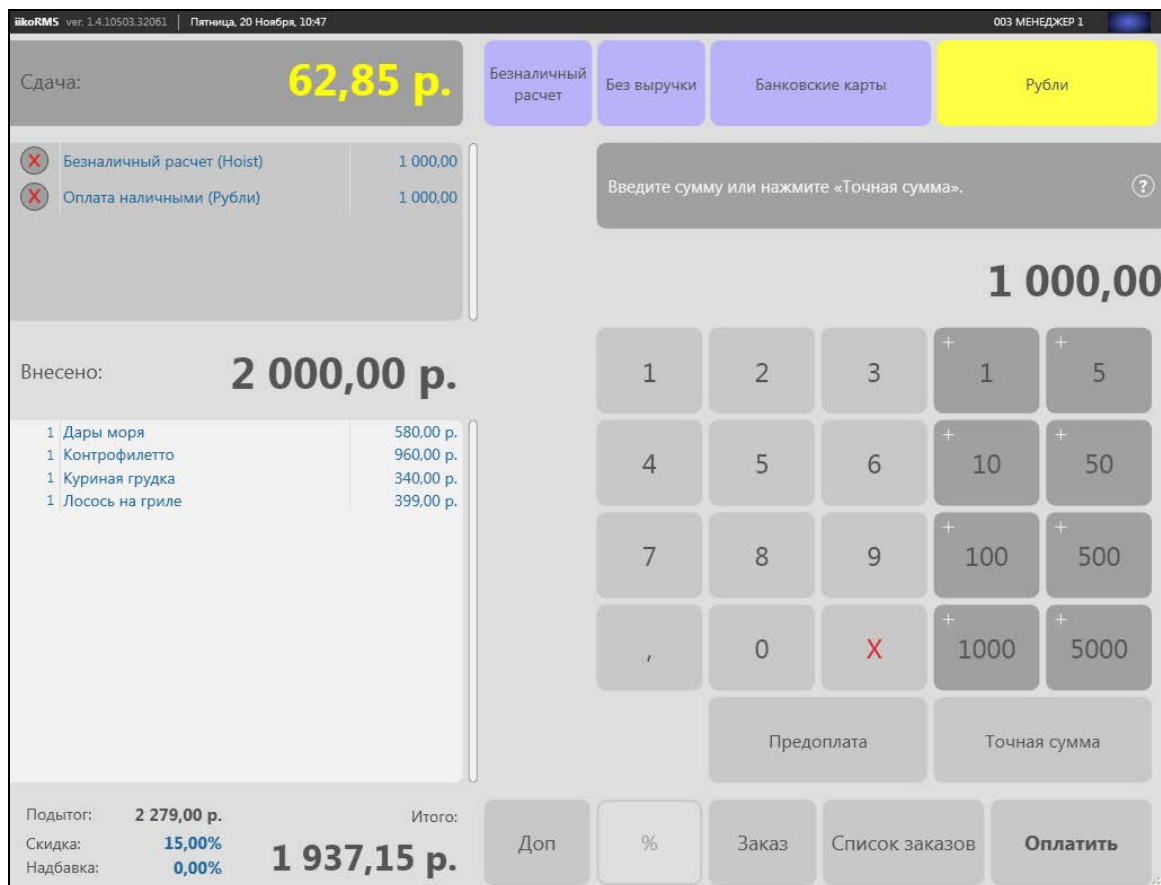 iikoRMS ver. 1.4.10503.32061 | Пятница, 20 Ноября, 10:47 003 МЕНЕДЖЕР 1
Сдача: 62,85 р.
Безналичный
расчет
Без выручки
Банковские карты
Рубли
X Безналичный расчет (Hoist) 1 000,00
X Оплата наличными (Рубли) 1 000,00
Введите сумму или нажмите «Точная сумма». ?
1 000,00
Внесено: 2 000,00 р.
1 Дары моря 580,00 р.
1 Контрофилетто 960,00 р.
1 Куриная грудка 340,00 р.
1 Лосось на гриле 399,00 р.
1 2 3 + 1 + 5
4 5 6 + 10 + 50
7 8 9 + 100 + 500
, 0 X + 1000 + 5000
Предоплата Точная сумма
Подытог: 2 279,00 р. Итого:
Скидка: 15,00%
Надбавка: 0,00%
1 937,15 р.
Доп % Заказ Список заказов Оплатить